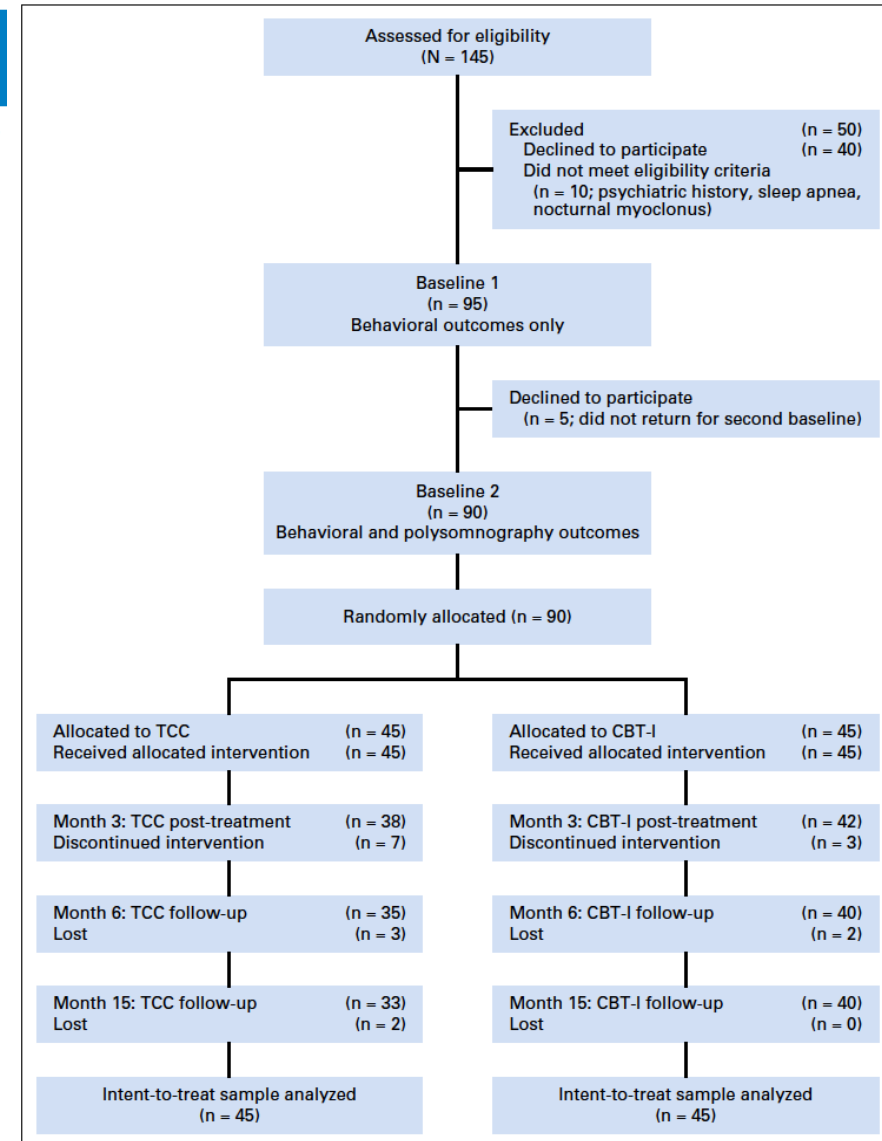 Assessed for eligibility
(N = 145)
Excluded (n = 50)
Declined to participate (n = 40)
Did not meet eligibility criteria
(n = 10; psychiatric history, sleep apnea,
nocturnal myoclonus)
Baseline 1
(n = 95)
Behavioral outcomes only
Declined to participate
(n = 5; did not return for second baseline)
Baseline 2
(n = 90)
Behavioral and polysomnography outcomes
Randomly allocated (n = 90)
Allocated to TCC (n = 45)
Received allocated intervention (n = 45)
Allocated to CBT-I (n = 45)
Received allocated intervention (n = 45)
Month 3: TCC post-treatment (n = 38)
Discontinued intervention (n = 7)
Month 3: CBT-I post-treatment (n = 42)
Discontinued intervention (n = 3)
Month 6: TCC follow-up (n = 35)
Lost (n = 3)
Month 6: CBT-I follow-up (n = 40)
Lost (n = 2)
Month 15: TCC follow-up (n = 33)
Lost (n = 2)
Month 15: CBT-I follow-up (n = 40)
Lost (n = 0)
Intent-to-treat sample analyzed
(n = 45)
Intent-to-treat sample analyzed
(n = 45)